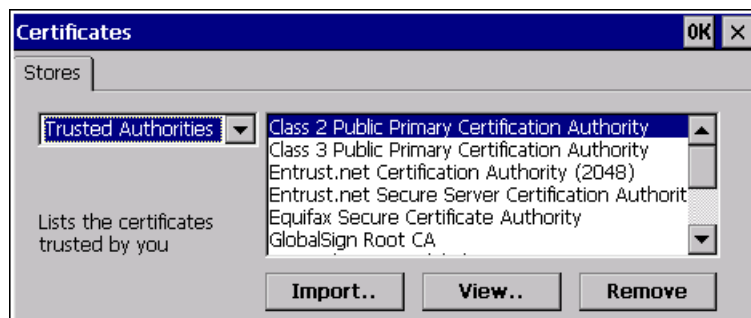 Certificates
OK
Stores
Trusted Authorities
Lists the certificates
trusted by you
Class 2 Public Primary Certification Authority
Class 3 Public Primary Certification Authority
Entrust.net Certification Authority (2048)
Entrust.net Secure Server Certification Authorit
Equifax Secure Certificate Authority
GlobalSign Root CA
Import..
View..
Remove